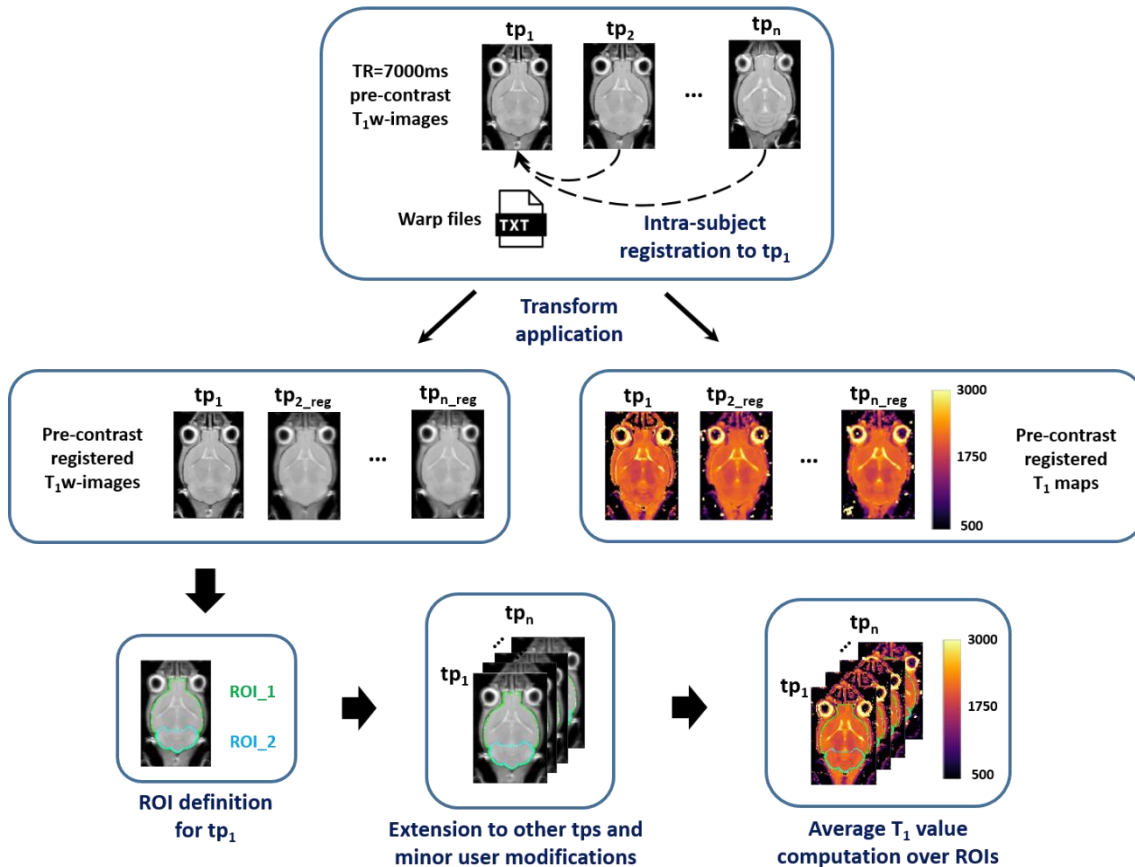 tp1 tp2 tpn
TR=7000ms
pre-contrast
T1w-images
...
Warp files
TXT
Intra-subject
registration to tp1
Transform
application
tp1 tp2_reg tpn_reg
Pre-contrast
registered
T1w-images
...
tp1 tp2_reg tpn_reg
...
3000
1750
500
Pre-contrast
registered
T1 maps
ROI_1
ROI_2
ROI definition
for tp1
tpn
...
tp1
Extension to other tps and
minor user modifications
tpn
...
tp1
3000
1750
500
Average T1 value
computation over ROIs